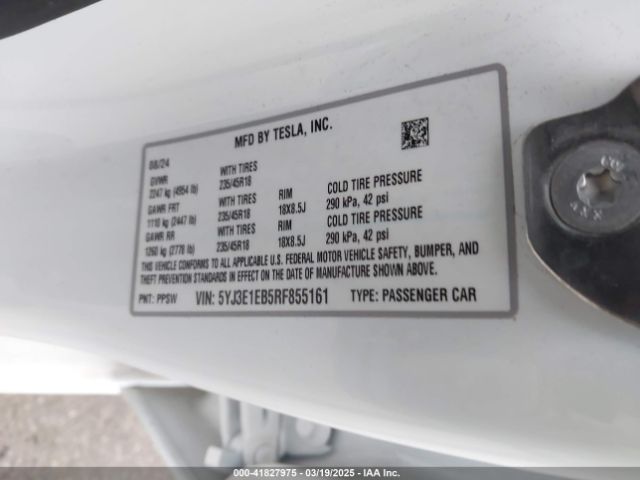 MFD BY TESLA, INC.
08/24
GVWR WITH TIRES
2247 kg (4954 lb) 235/45R18
GAWR FRT WITH TIRES RIM COLD TIRE PRESSURE
1110 kg (2447 lb) 235/45R18 18X8.5J 290 kPa, 42 psi
GAWR RR WITH TIRES RIM COLD TIRE PRESSURE
1260 kg (2778 lb) 235/45R18 18X8.5J 290 kPa, 42 psi
THIS VEHICLE CONFORMS TO ALL APPLICABLE U.S. FEDERAL MOTOR VEHICLE SAFETY, BUMPER, AND
THEFT PREVENTION STANDARDS IN EFFECT ON THE DATE OF MANUFACTURE SHOWN ABOVE.
PNT: PPSW VIN: 5YJ3E1EB5RF855161 TYPE: PASSENGER CAR
000-41827975 | 03/19/2025 - IAA Inc.